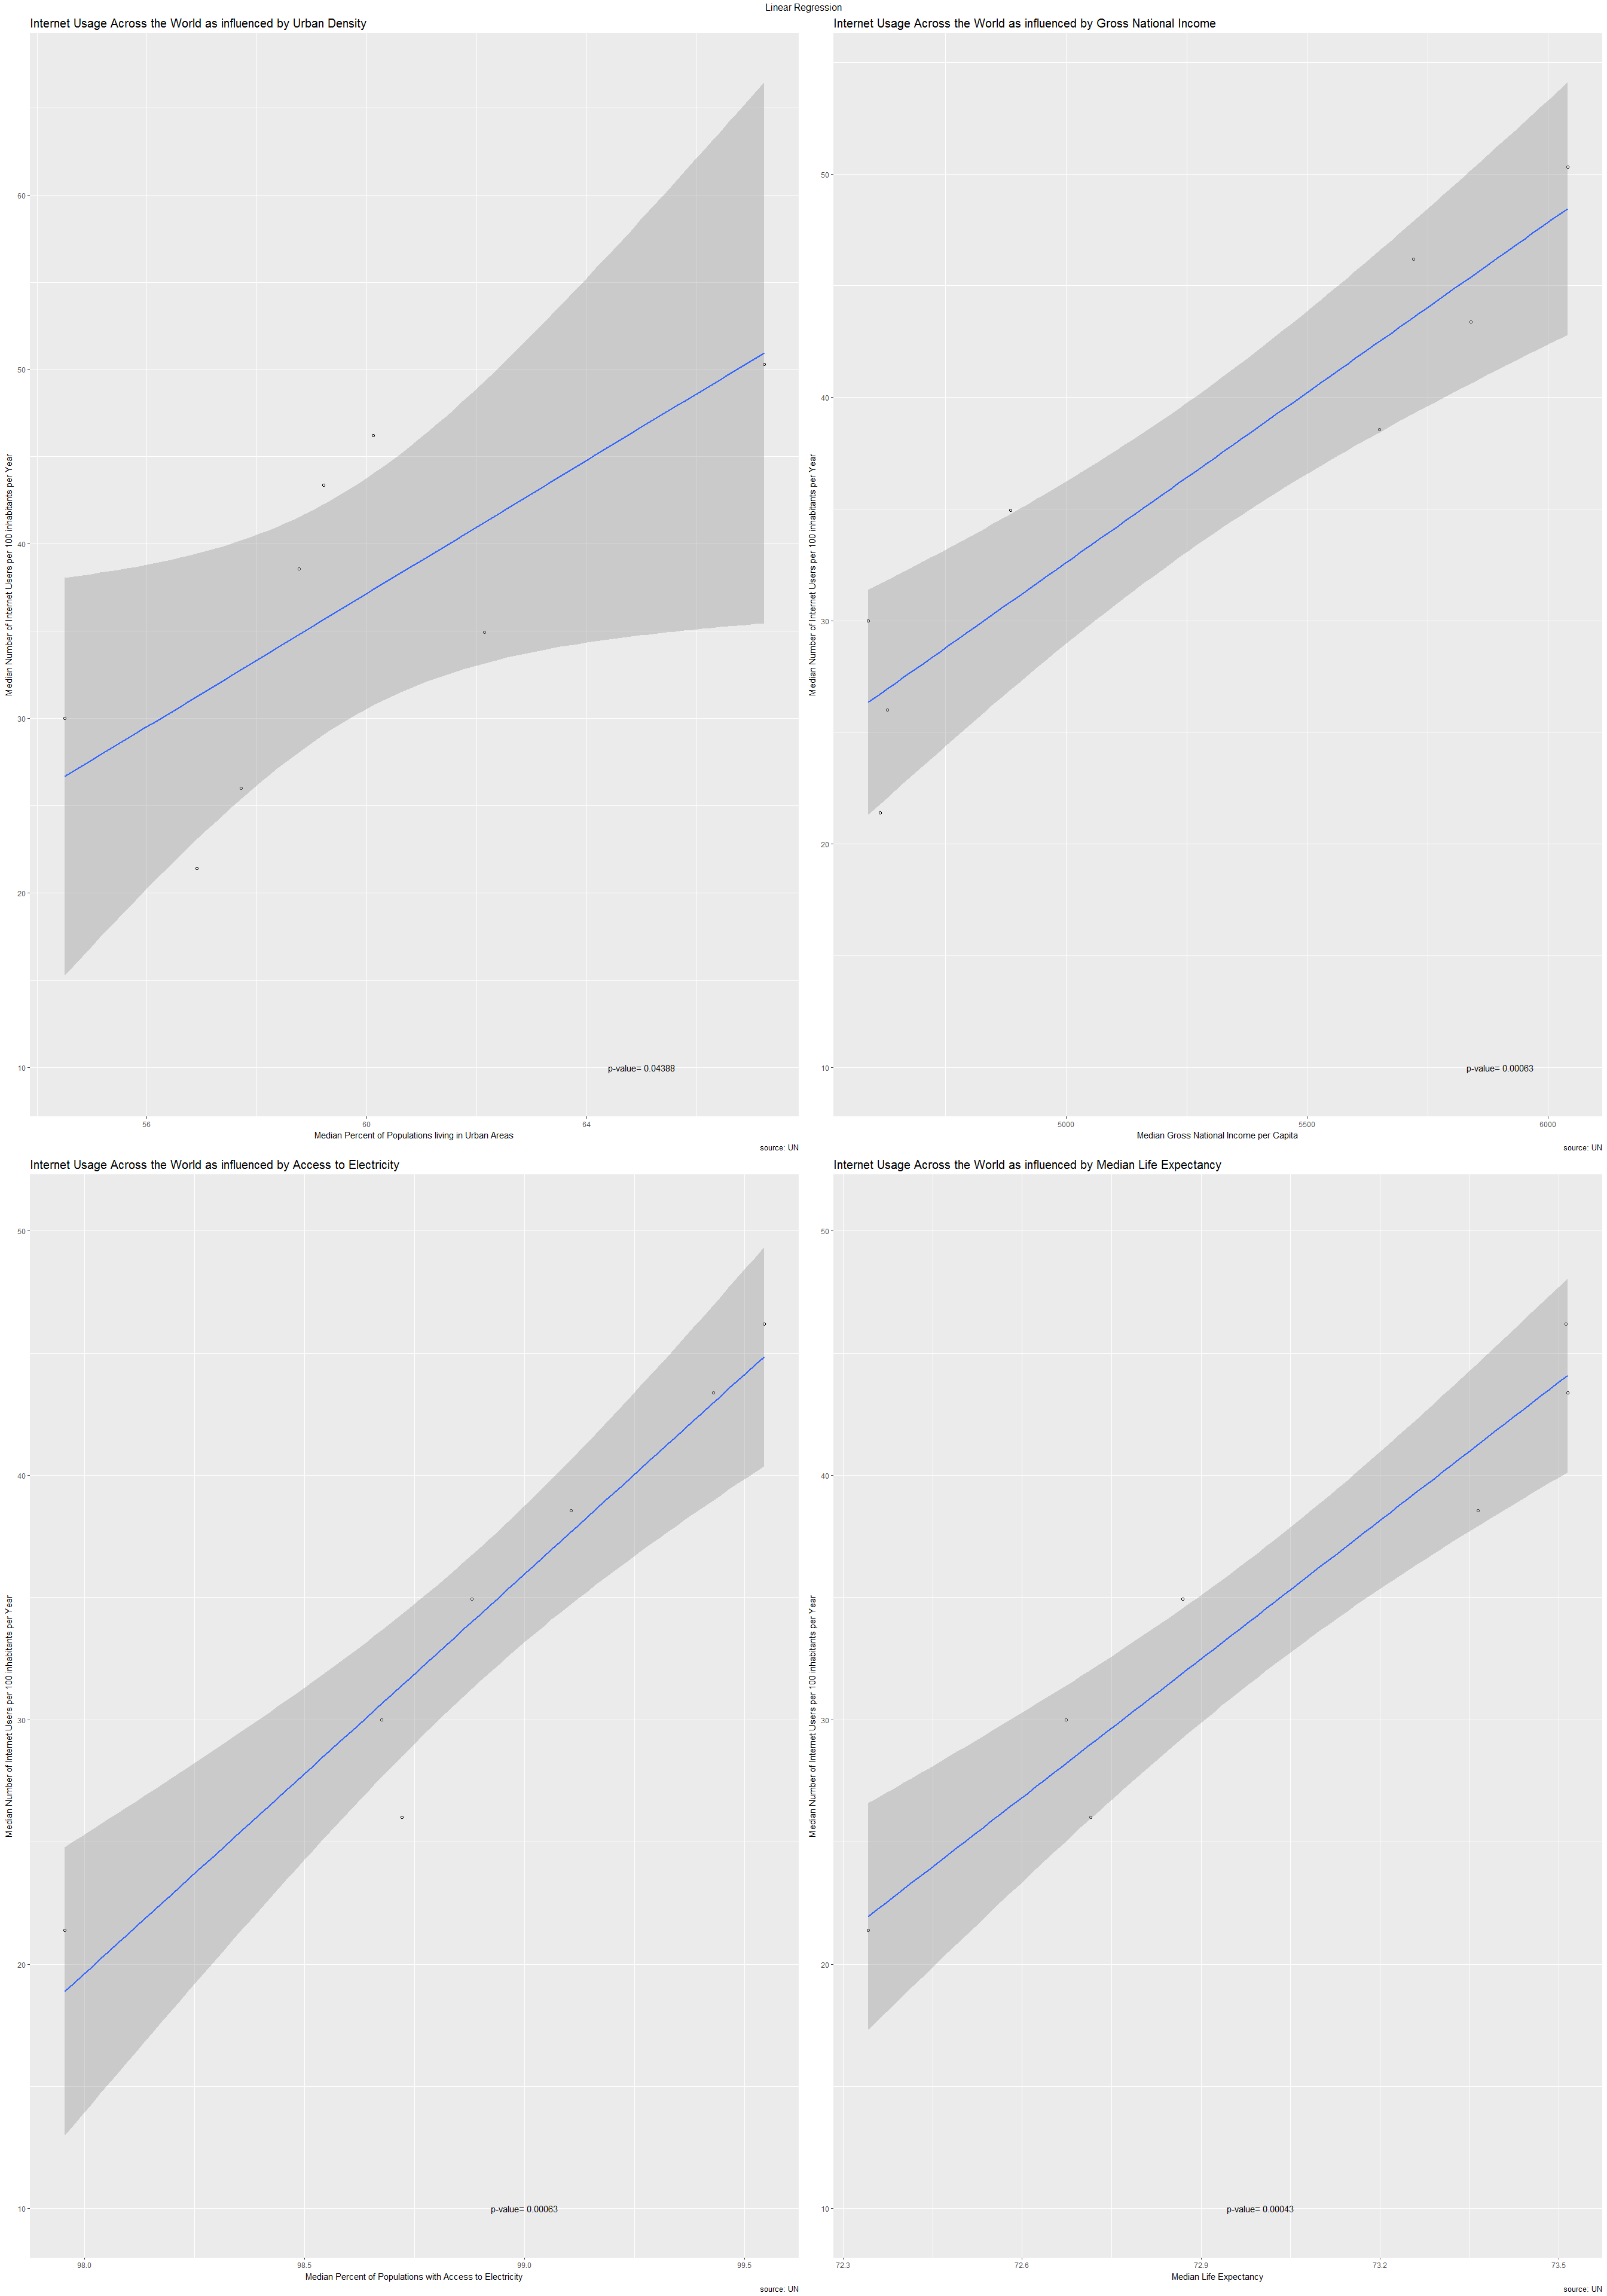 Linear Regression
Internet Usage Across the World as influenced by Urban Density
60
50
40
30
20
10
Median Number of Internet Users per 100 inhabitants per Year
p-value= 0.04388
56
60
64
Median Percent of Populations living in Urban Areas
source: UN
Internet Usage Across the World as influenced by Gross National Income
50
40
30
20
10
Median Number of Internet Users per 100 inhabitants per Year
p-value= 0.00063
5000
5500
6000
Median Gross National Income per Capita
source: UN
Internet Usage Across the World as influenced by Access to Electricity
50
40
30
20
10
Median Number of Internet Users per 100 inhabitants per Year
p-value= 0.00063
98.0
98.5
99.0
99.5
Median Percent of Populations with Access to Electricity
source: UN
Internet Usage Across the World as influenced by Median Life Expectancy
50
40
30
20
10
Median Number of Internet Users per 100 inhabitants per Year
p-value= 0.00043
72.3
72.6
72.9
73.2
73.5
Median Life Expectancy
source: UN